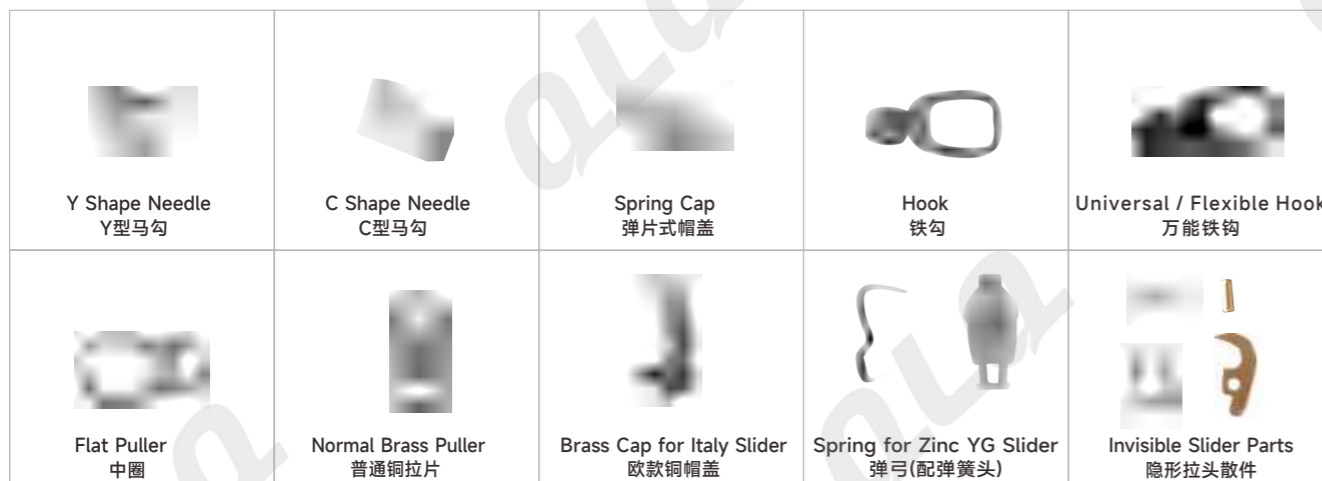 Y Shape Needle
Y型马勾
C Shape Needle
C型马勾
Spring Cap
弹片式帽盖
Hook
铁勾
Universal / Flexible Hook
万能铁钩
Flat Puller
中圈
Normal Brass Puller
普通铜拉片
Brass Cap for Italy Slider
欧款铜帽盖
Spring for Zinc YG Slider
弹弓(配弹簧头)
Invisible Slider Parts
隐形拉头散件
QLQ
QLQ